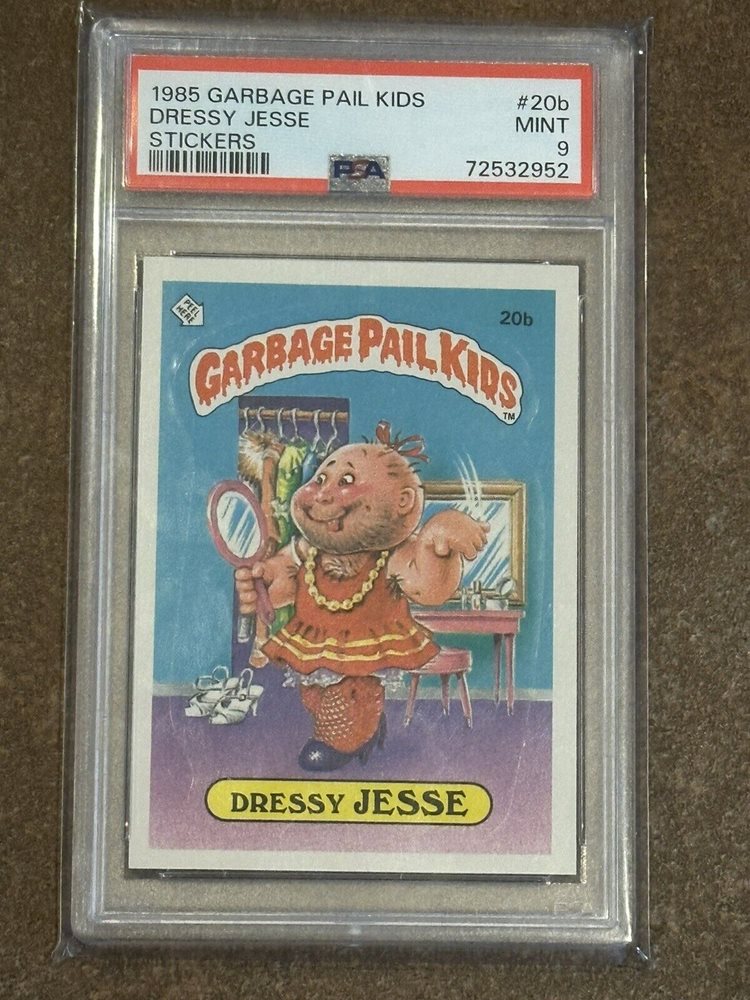 1985 GARBAGE PAIL KIDS #20b
DRESSY JESSE MINT
STICKERS 9
PSA 72532952
PEEL HERE
20b
GARBAGE PAIL KIDS
TM
DRESSY JESSE